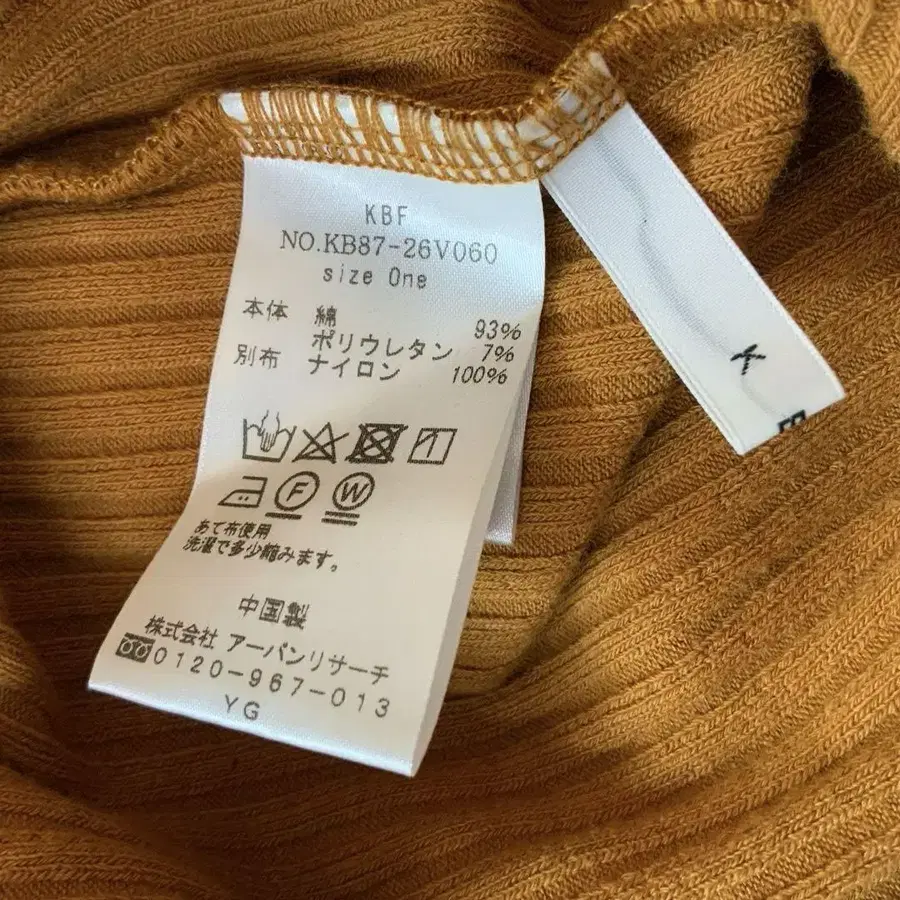 KBF
NO.KB87-26V060
size One
本体 綿 93%
ポリウレタン 7%
別布 ナイロン 100%
F W
あて布使用
洗濯で多少縮みます。
中国製
株式会社 アーバンリサーチ
0120-967-013
YG
K